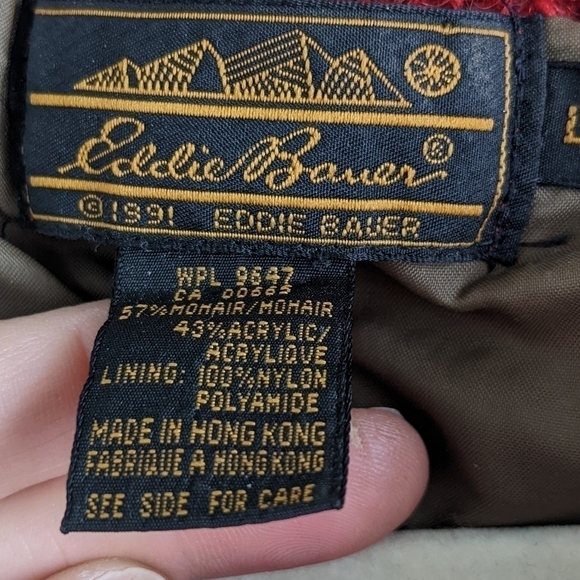 Eddie Bauer®
©1991 EDDIE BAUER
WPL 9647
CA 00665
57% MOHAIR/MOHAIR
43% ACRYLIC/
ACRYLIQUE
LINING: 100% NYLON
POLYAMIDE
MADE IN HONG KONG
FABRIQUE A HONG KONG
SEE SIDE FOR CARE